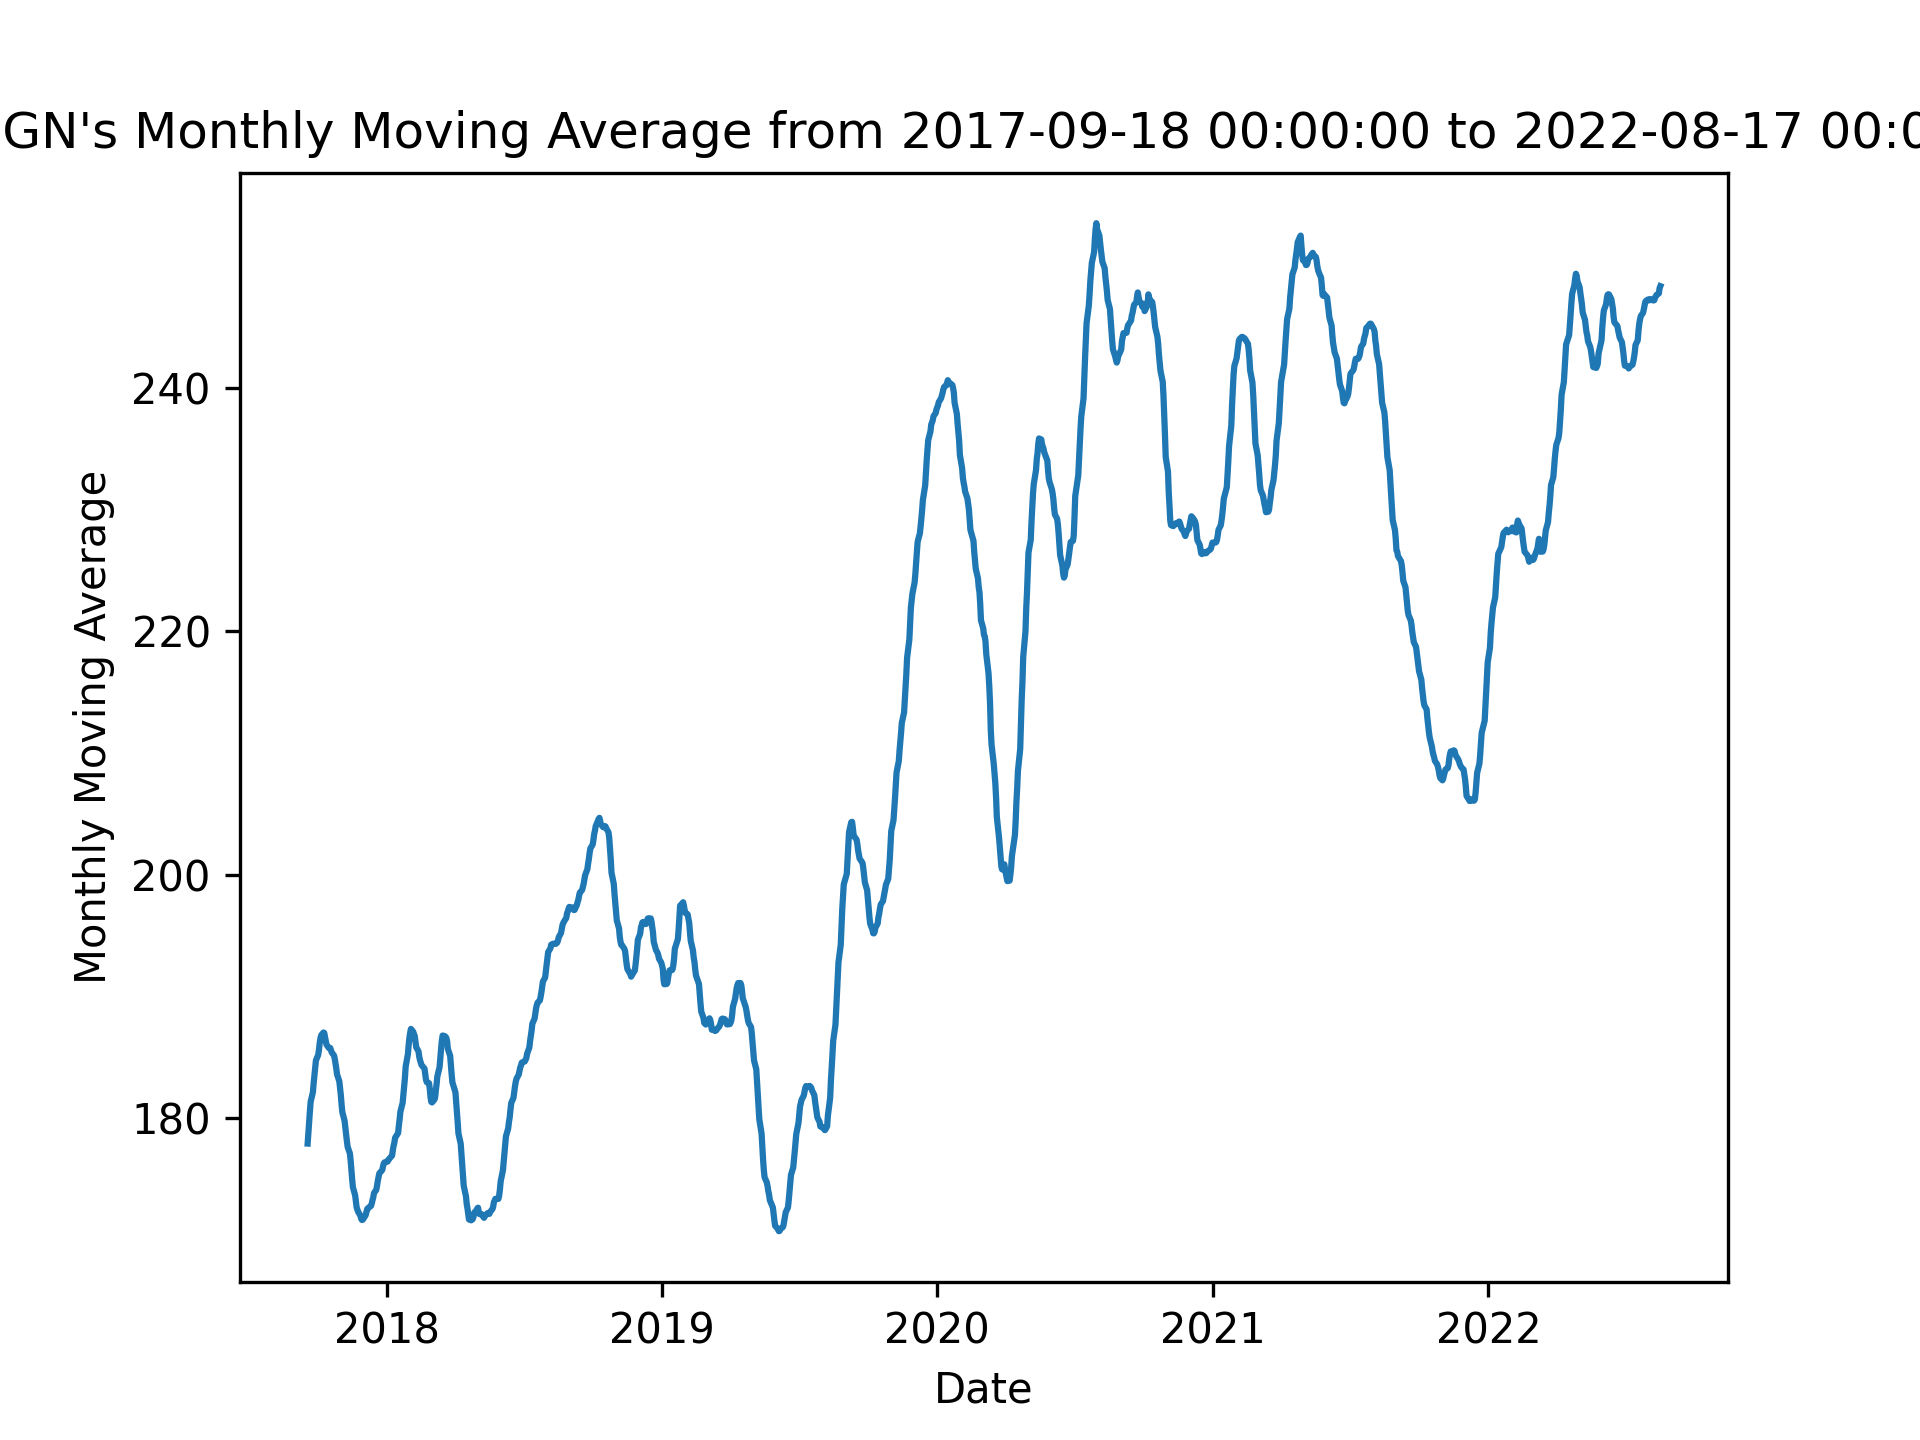 GN's Monthly Moving Average from 2017-09-18 00:00:00 to 2022-08-17 00:0
Monthly Moving Average
240
220
200
180
2018 2019 2020 2021 2022
Date